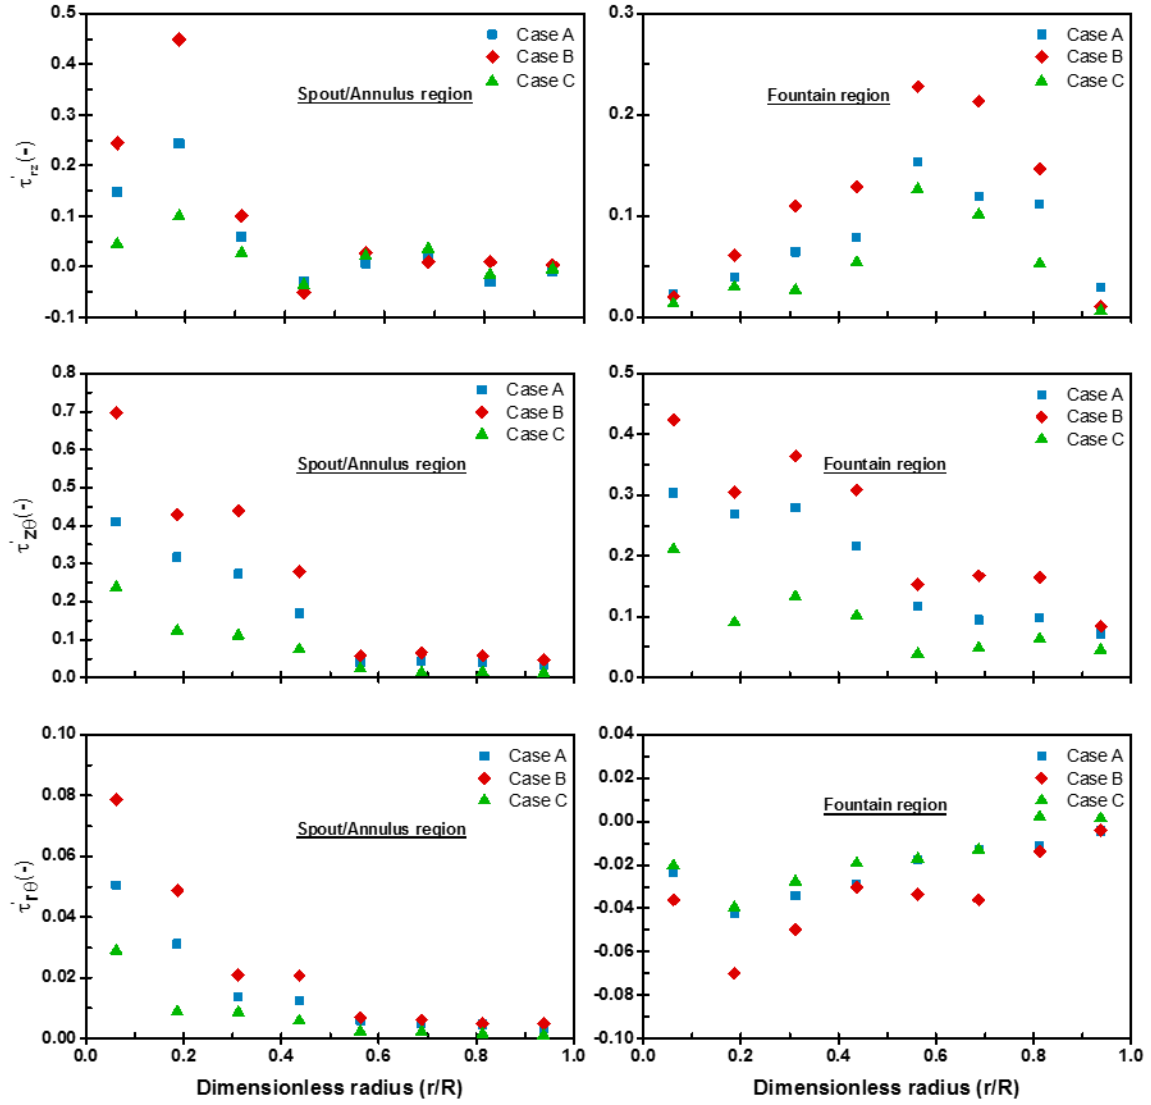 0.5
0.4
0.3
0.2
0.1
0.0
-0.1
τ'rz(-)
Case A
Case B
Case C
Spout/Annulus region
0.3
0.2
0.1
0.0
Case A
Case B
Case C
Fountain region
0.8
0.7
0.6
0.5
0.4
0.3
0.2
0.1
0.0
τ'zθ(-)
Case A
Case B
Case C
Spout/Annulus region
0.5
0.4
0.3
0.2
0.1
0.0
Case A
Case B
Case C
Fountain region
0.10
0.08
0.06
0.04
0.02
0.00
τ'rθ(-)
Case A
Case B
Case C
Spout/Annulus region
0.0 0.2 0.4 0.6 0.8 1.0
Dimensionless radius (r/R)
0.04
0.02
0.00
-0.02
-0.04
-0.06
-0.08
-0.10
Case A
Case B
Case C
Fountain region
0.0 0.2 0.4 0.6 0.8 1.0
Dimensionless radius (r/R)